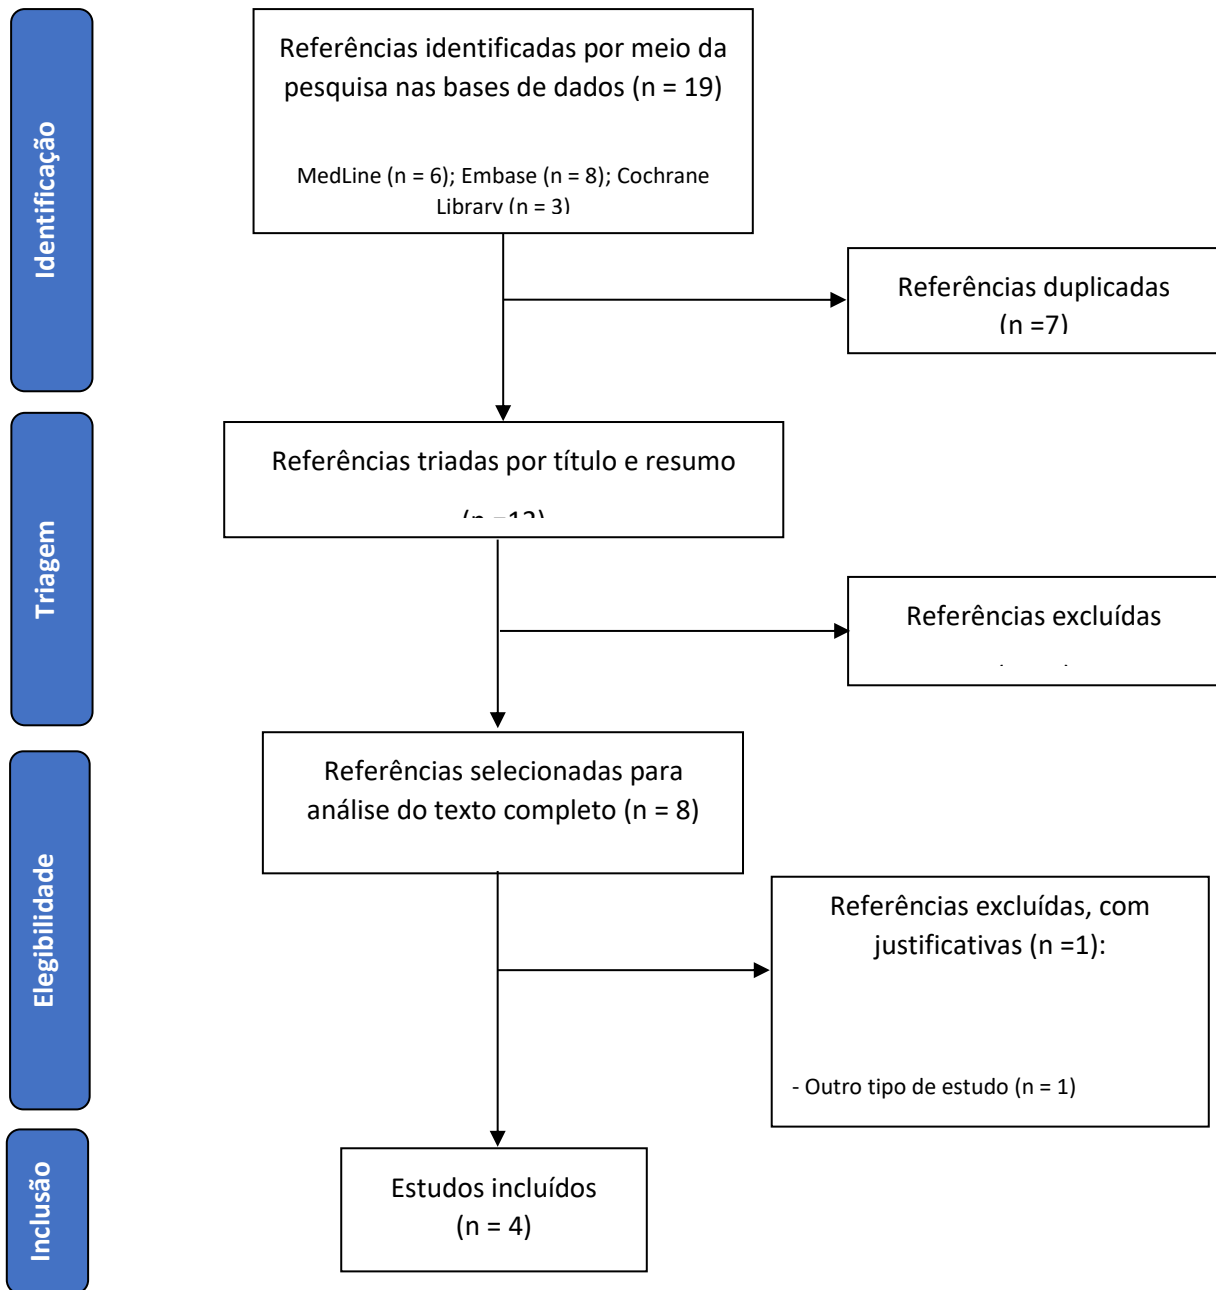 Identificação
Referências identificadas por meio da
pesquisa nas bases de dados (n = 19)
MedLine (n = 6); Embase (n = 8); Cochrane
Library (n = 3)
Referências duplicadas
(n =7)
Triagem
Referências triadas por título e resumo
Referências excluídas
Elegibilidade
Referências selecionadas para
análise do texto completo (n = 8)
Referências excluídas, com
justificativas (n =1):
- Outro tipo de estudo (n = 1)
Inclusão
Estudos incluídos
(n = 4)